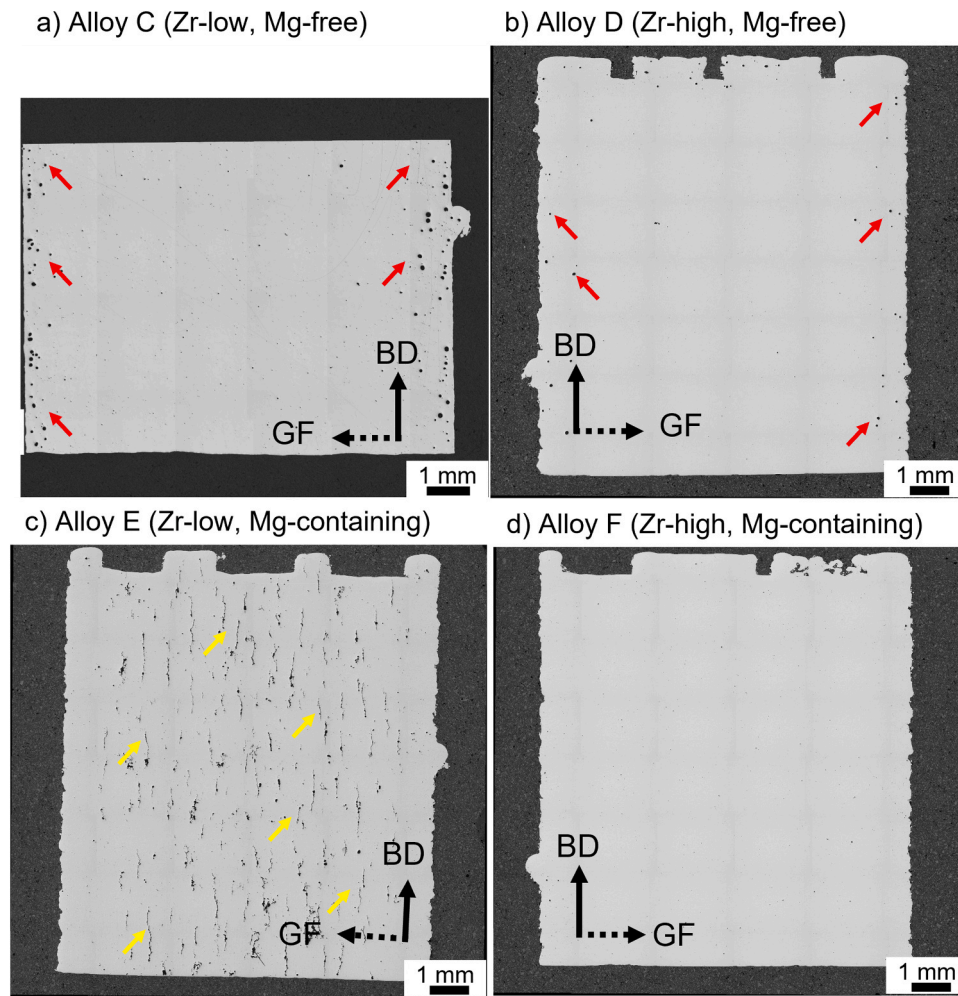 a) Alloy C (Zr-low, Mg-free)
b) Alloy D (Zr-high, Mg-free)
BD
GF
1 mm
BD
GF
1 mm
c) Alloy E (Zr-low, Mg-containing)
d) Alloy F (Zr-high, Mg-containing)
BD
GF
1 mm
BD
GF
1 mm